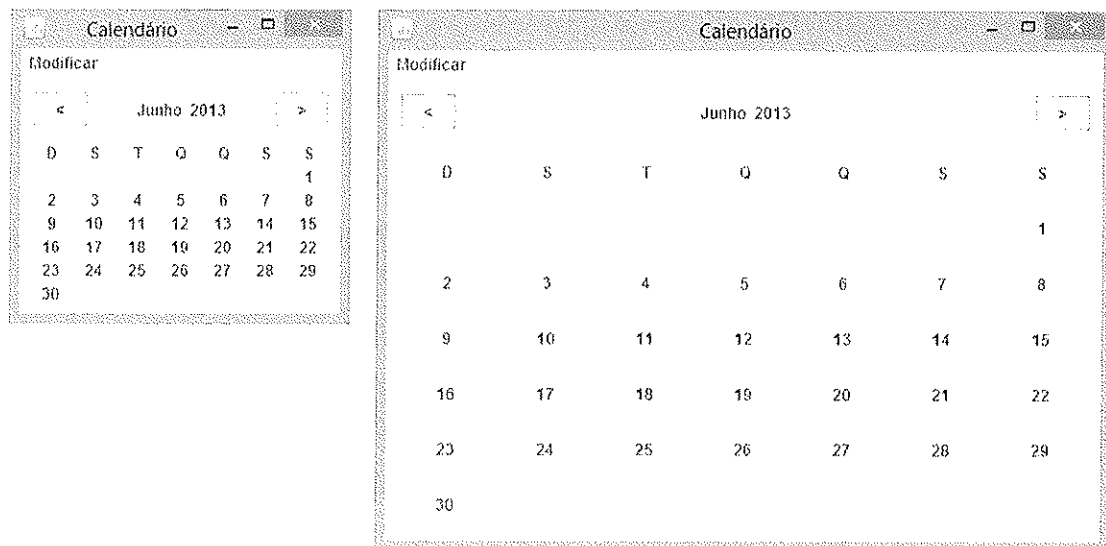 Calendário
Modificar
< Junho 2013 >
D S T Q Q S S
1
2 3 4 5 6 7 8
9 10 11 12 13 14 15
16 17 18 19 20 21 22
23 24 25 26 27 28 29
30
Calendário
Modificar
< Junho 2013 >
D S T Q Q S S
1
2 3 4 5 6 7 8
9 10 11 12 13 14 15
16 17 18 19 20 21 22
23 24 25 26 27 28 29
30